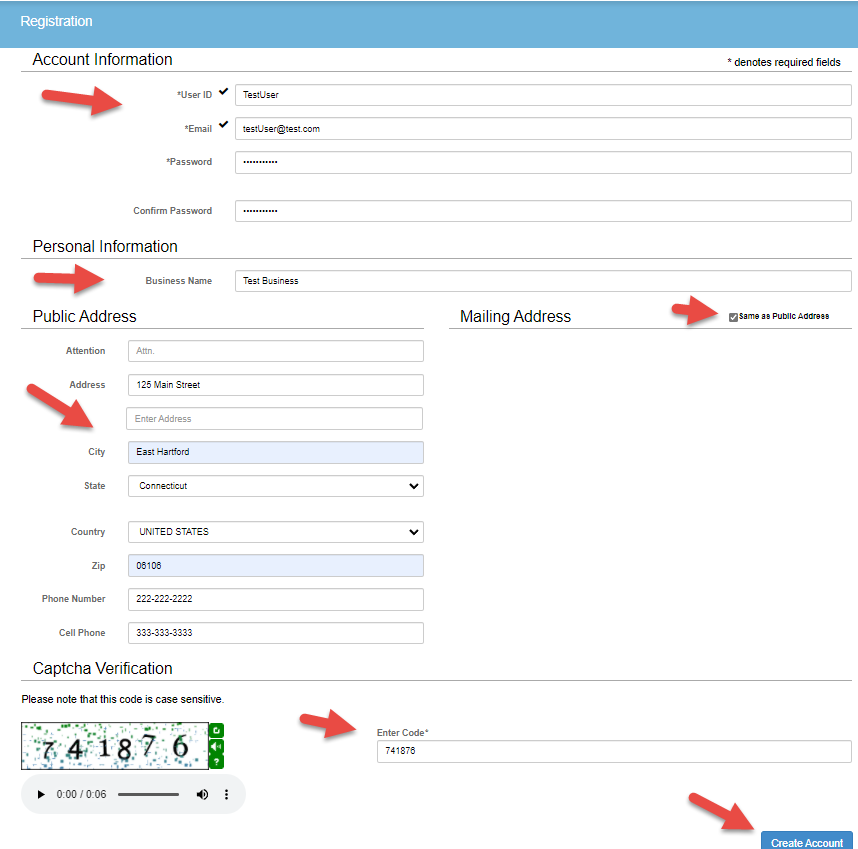 Registration
Account Information
* denotes required fields
*User ID TestUser
*Email testUser@test.com
*Password ···········
Confirm Password ···········
Personal Information
Business Name Test Business
Public Address
Mailing Address
Same as Public Address
Attention Attn.
Address 125 Main Street
Enter Address
City East Hartford
State Connecticut
Country UNITED STATES
Zip 06106
Phone Number 222-222-2222
Cell Phone 333-333-3333
Captcha Verification
Please note that this code is case sensitive.
741876
?
Enter Code*
741876
0:00 / 0:06
Create Account